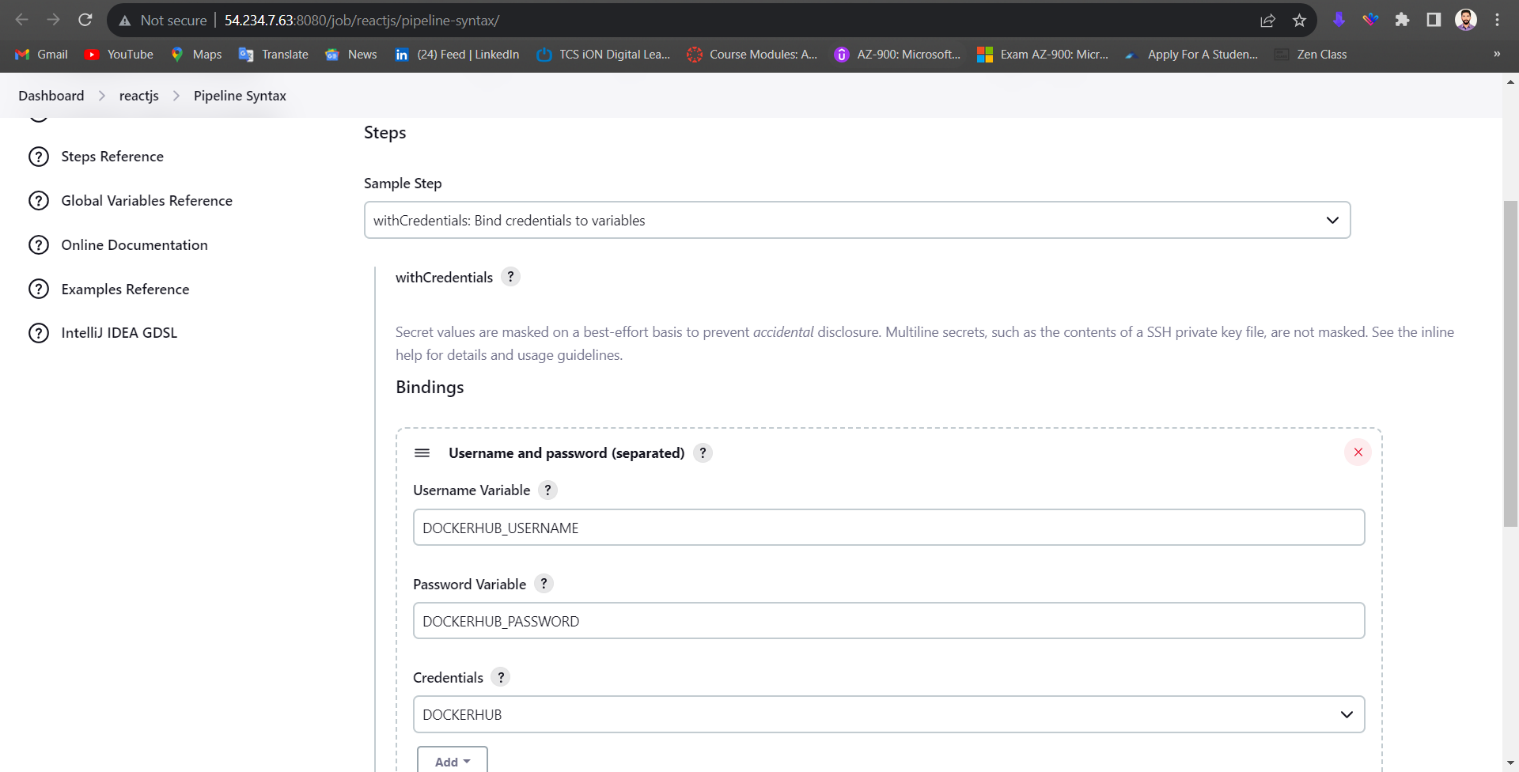 Not secure | 54.234.7.63:8080/job/reactjs/pipeline-syntax/
Gmail YouTube Maps Translate News (24) Feed | LinkedIn TCS iON Digital Lea... Course Modules: A... AZ-900: Microsoft... Exam AZ-900: Micr... Apply For A Studen... Zen Class »
Dashboard > reactjs > Pipeline Syntax
Steps
? Steps Reference
Sample Step
? Global Variables Reference
withCredentials: Bind credentials to variables
? Online Documentation
withCredentials ?
? Examples Reference
? IntelliJ IDEA GDSL
Secret values are masked on a best-effort basis to prevent accidental disclosure. Multiline secrets, such as the contents of a SSH private key file, are not masked. See the inline
help for details and usage guidelines.
Bindings
Username and password (separated) ?
Username Variable ?
DOCKERHUB_USERNAME
Password Variable ?
DOCKERHUB_PASSWORD
Credentials ?
DOCKERHUB
Add